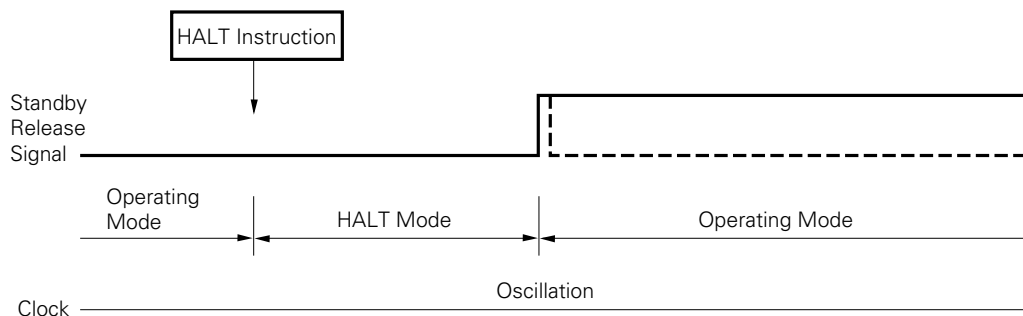 HALT Instruction
Standby
Release
Signal
Operating
Mode
HALT Mode
Operating Mode
Oscillation
Clock